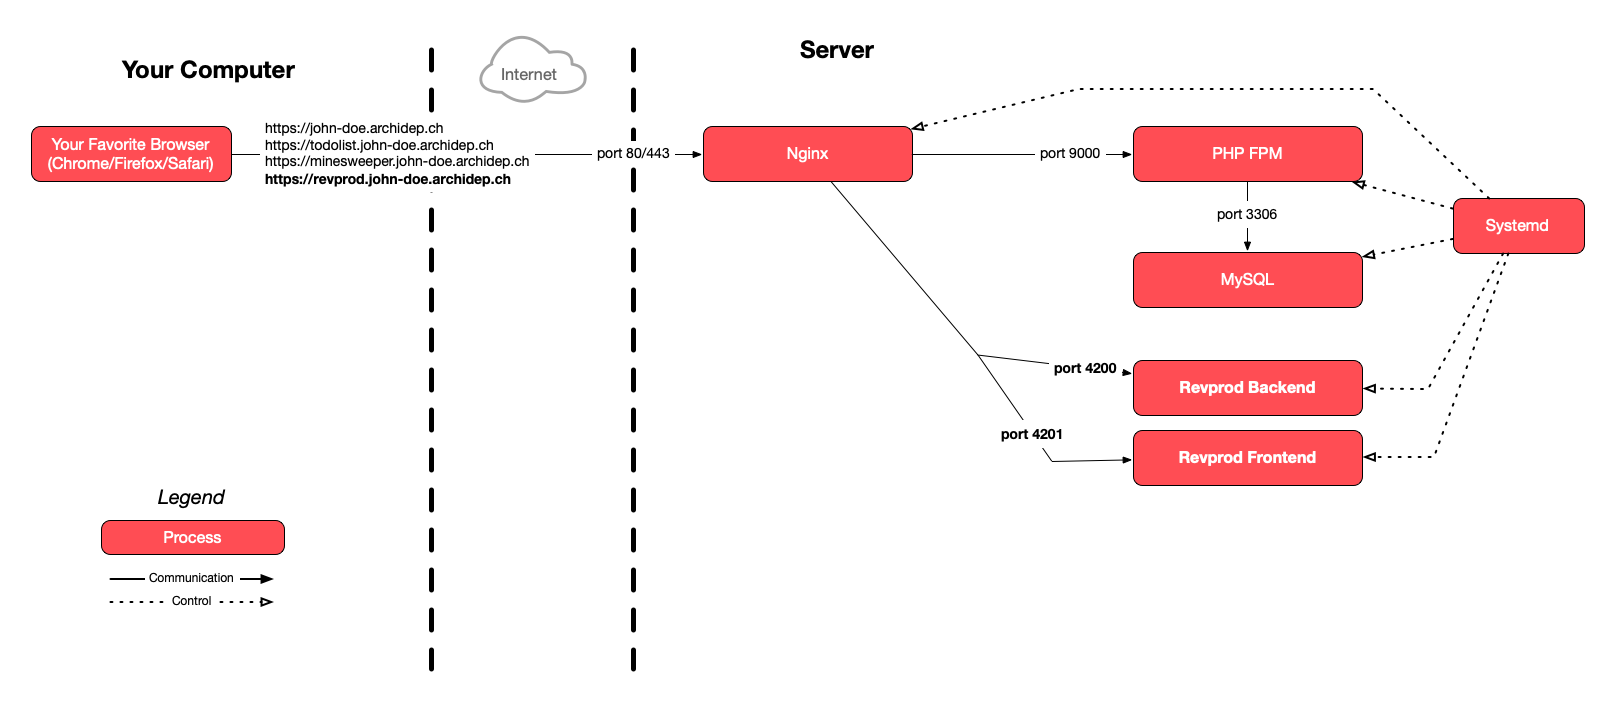 Your Computer
Internet
Server
Your Favorite Browser
(Chrome/Firefox/Safari)
https://john-doe.archidep.ch
https://todolist.john-doe.archidep.ch
https://minesweeper.john-doe.archidep.ch
https://revprod.john-doe.archidep.ch
port 80/443
Nginx
port 9000
PHP FPM
port 3306
Systemd
MySQL
port 4200
Revprod Backend
port 4201
Revprod Frontend
Legend
Process
Communication
Control